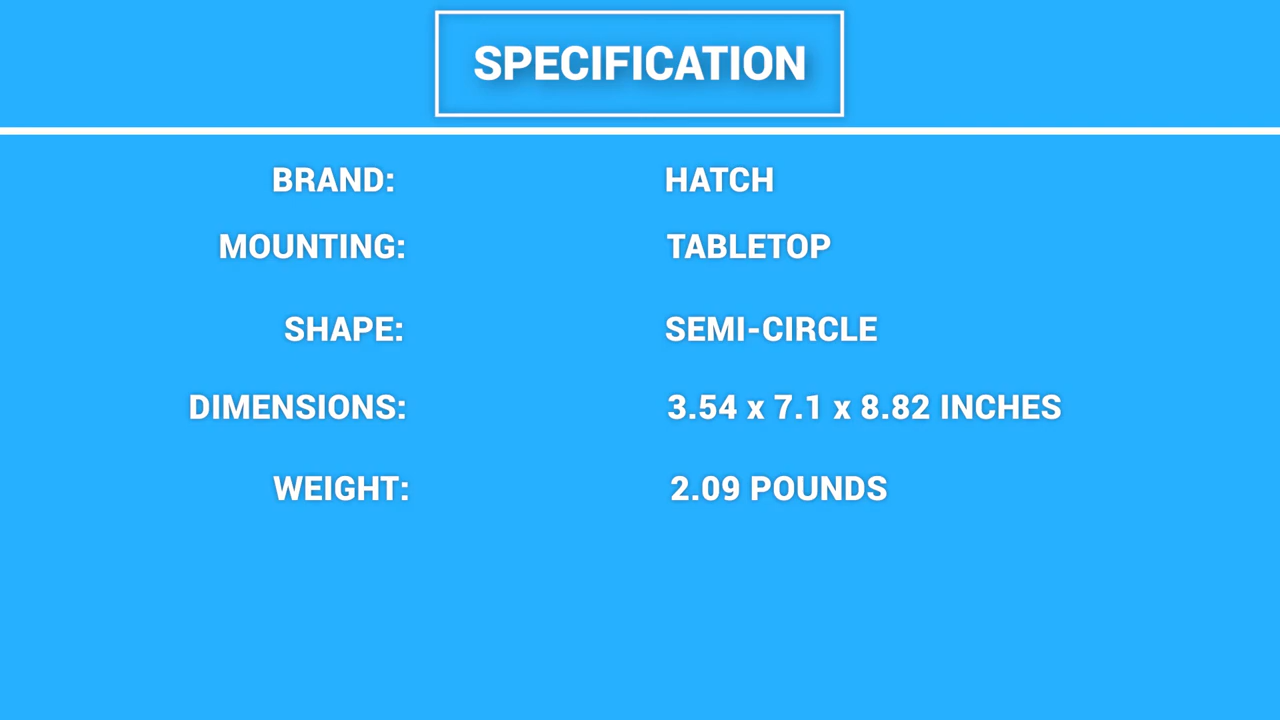 SPECIFICATION
BRAND: HATCH
MOUNTING: TABLETOP
SHAPE: SEMI-CIRCLE
DIMENSIONS: 3.54 x 7.1 x 8.82 INCHES
WEIGHT: 2.09 POUNDS